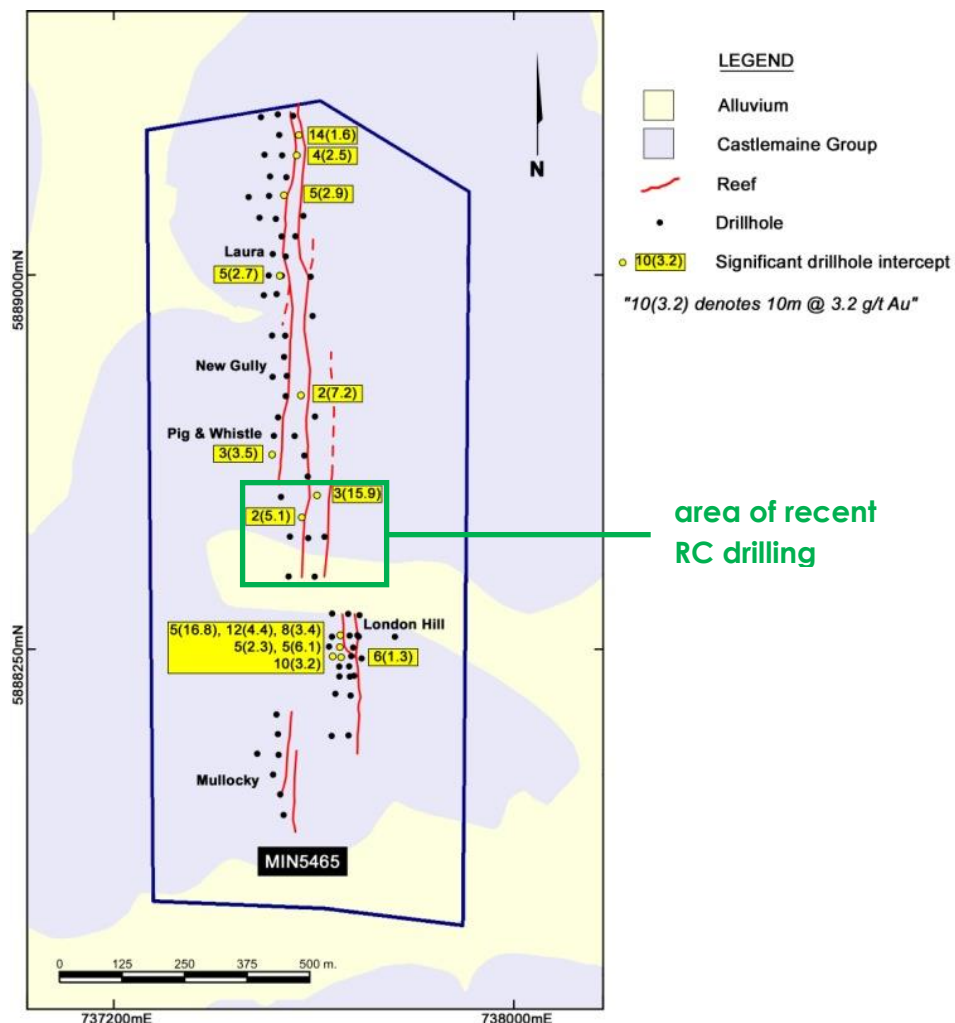 LEGEND
Alluvium
Castlemaine Group
Reef
Drillhole
10(3.2) Significant drillhole intercept
"10(3.2) denotes 10m @ 3.2 g/t Au"
N
14(1.6)
4(2.5)
5(2.9)
Laura
5(2.7)
5889000mN
New Gully
2(7.2)
Pig & Whistle
3(3.5)
3(15.9)
2(5.1)
area of recent
RC drilling
London Hill
5(16.8), 12(4.4), 8(3.4)
5(2.3), 5(6.1)
10(3.2)
6(1.3)
5888250mN
Mullocky
MIN5465
0 125 250 375 500 m.
737200mE 738000mE